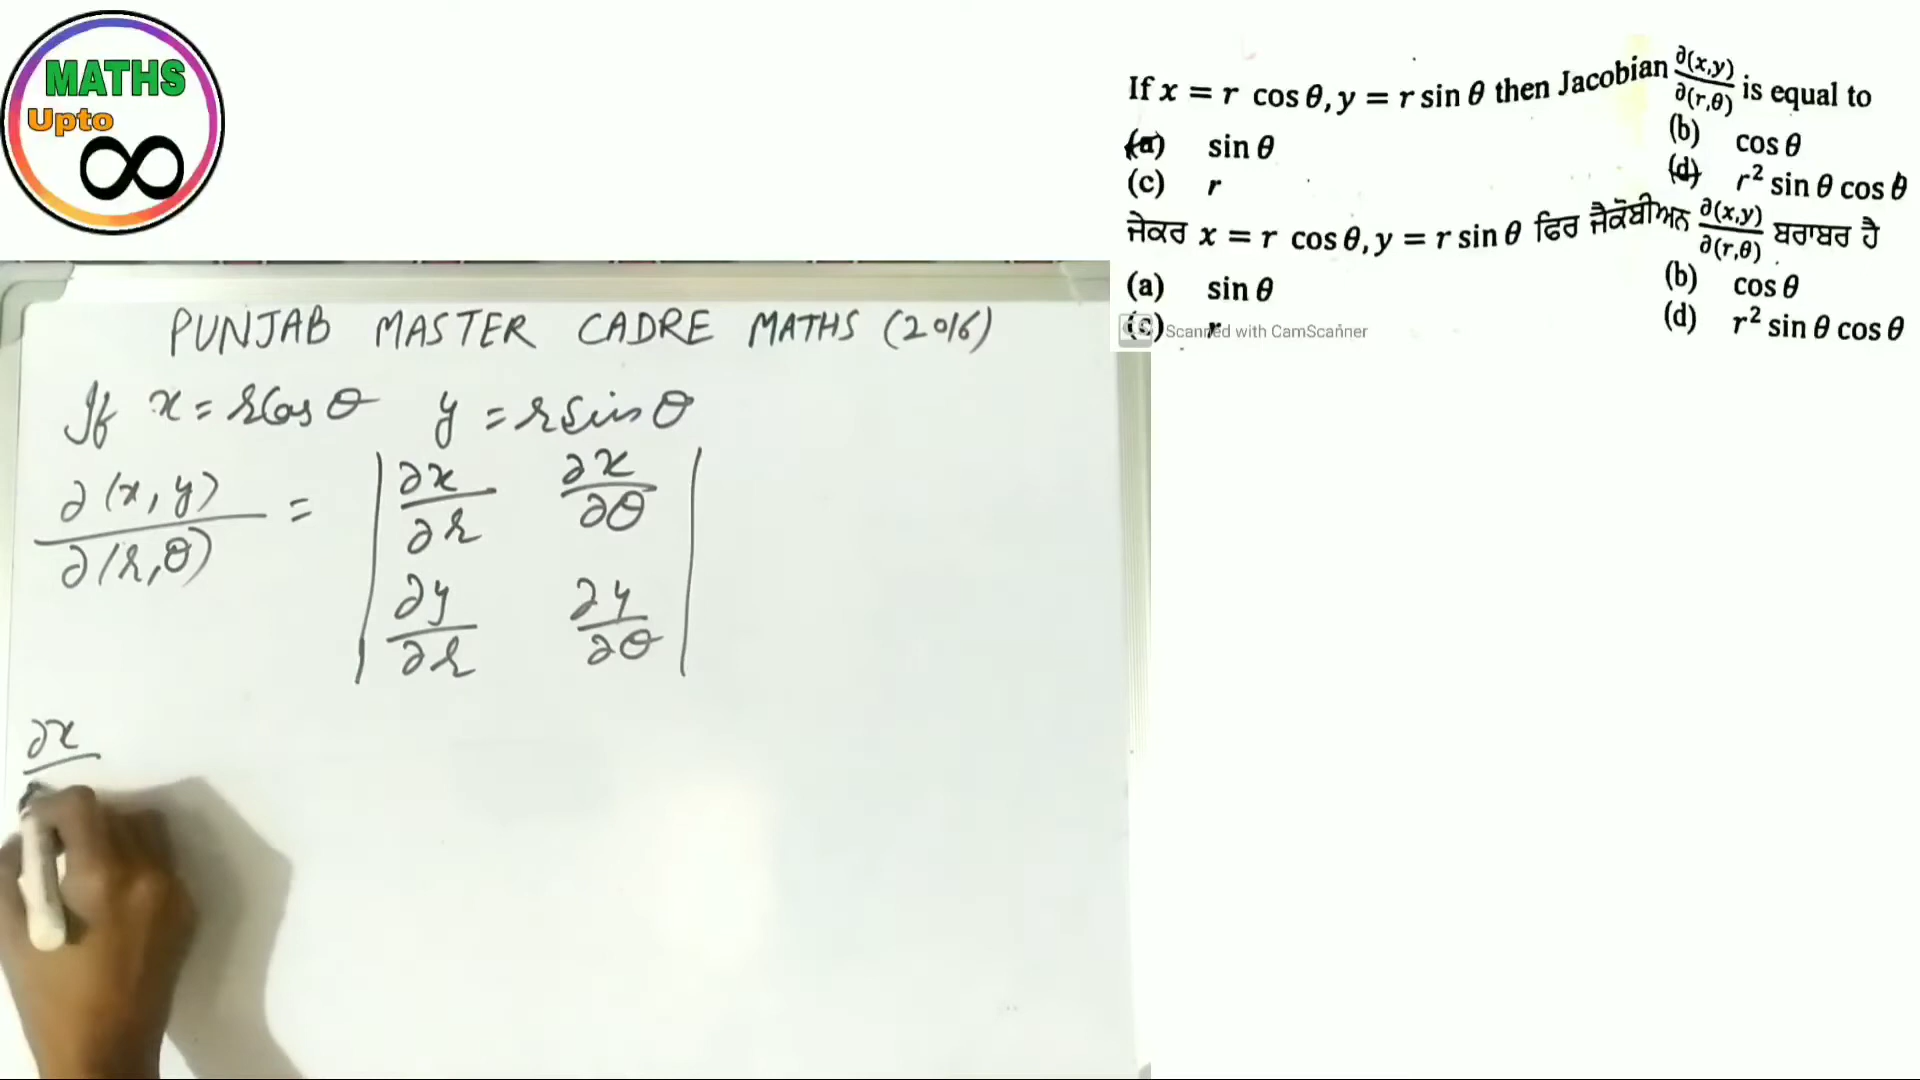 MATHS
Upto
∞
If x = r cos θ, y = r sin θ then Jacobian ∂(x,y)/∂(r,θ) is equal to
(a) sin θ (b) cos θ
(c) r (d) r² sin θ cos θ
ਜੇਕਰ x = r cos θ, y = r sin θ ਫਿਰ ਜੈਕੋਬੀਅਨ ∂(x,y)/∂(r,θ) ਬਰਾਬਰ ਹੈ
(a) sin θ (b) cos θ
(c) r (d) r² sin θ cos θ
Scanned with CamScanner
PUNJAB MASTER CADRE MATHS (2016)
If x = r Cos θ y = r sin θ
∂(x, y)/∂(r, θ) = | ∂x/∂r ∂x/∂θ |
| ∂y/∂r ∂y/∂θ |
∂x